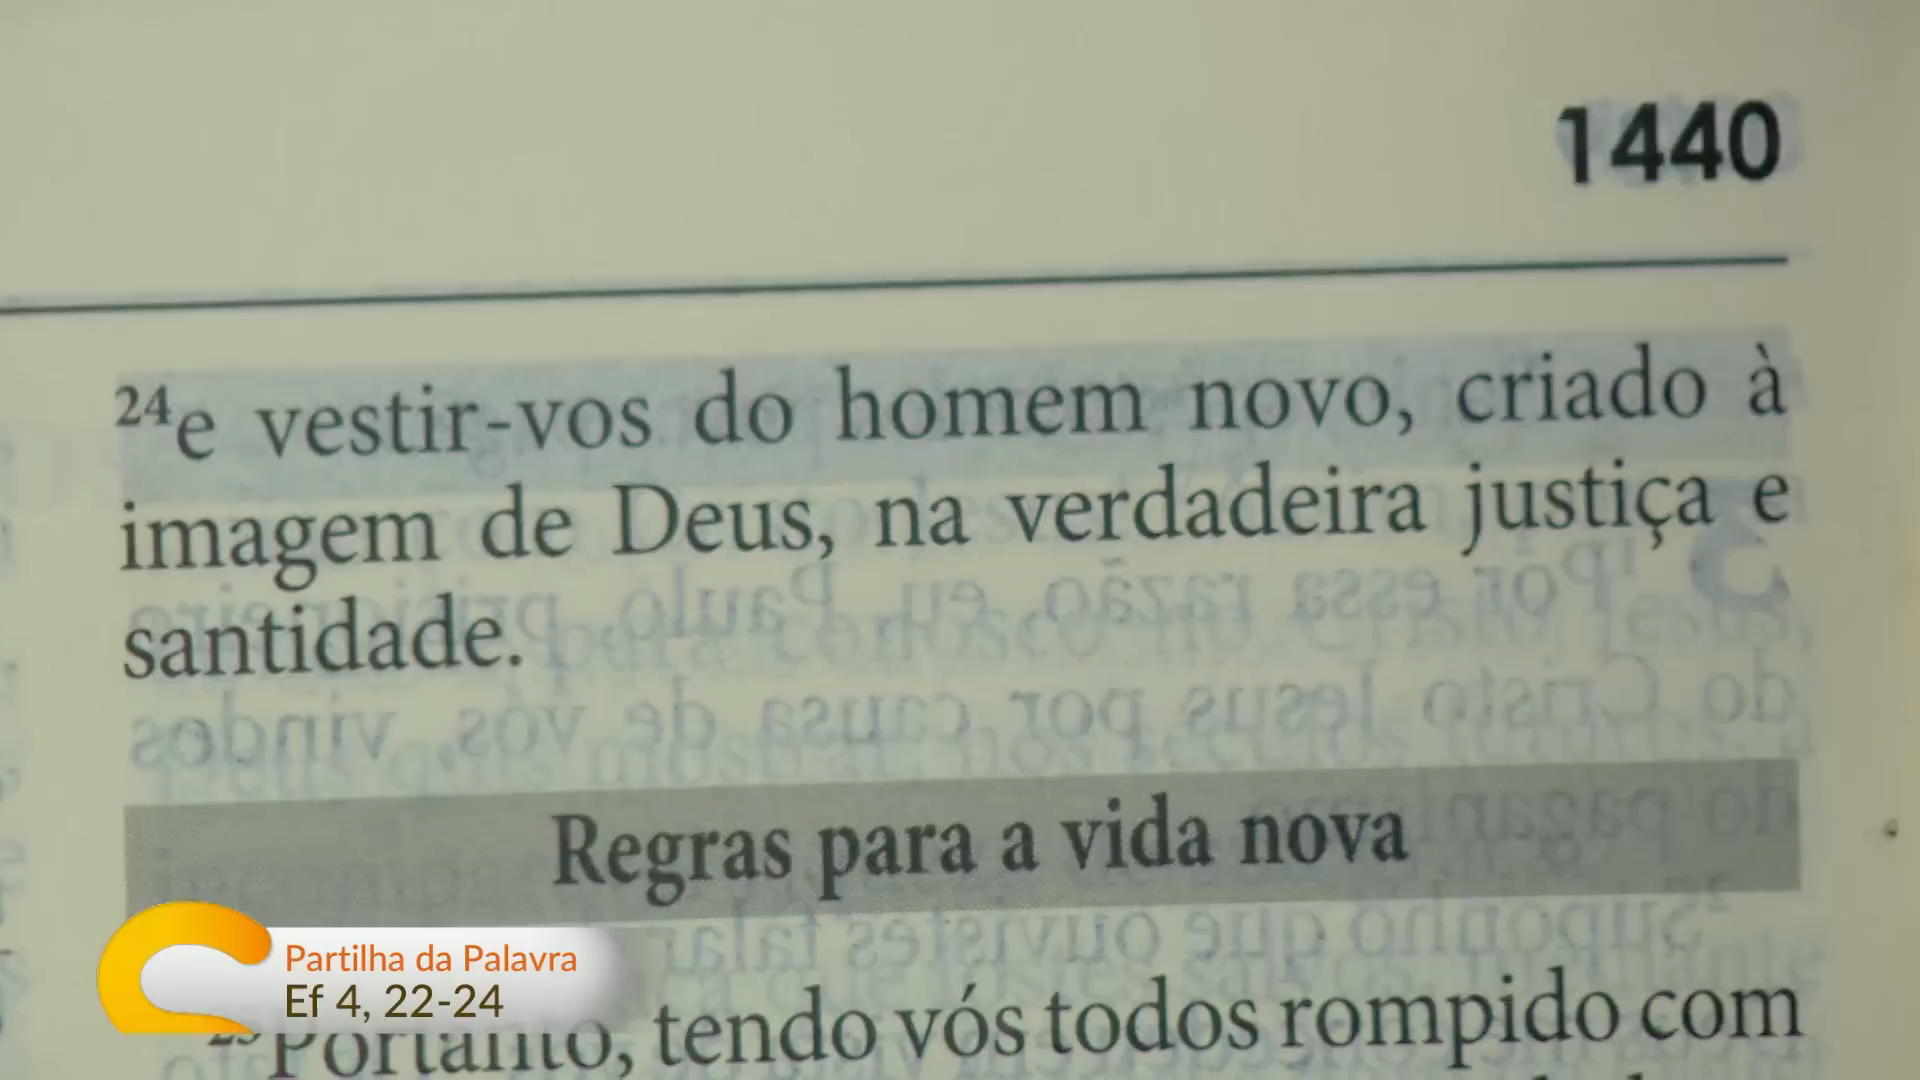 1440
24e vestir-vos do homem novo, criado à
imagem de Deus, na verdadeira justiça e
santidade.
Regras para a vida nova
Partilha da Palavra
Ef 4, 22-24
Portanto, tendo vós todos rompido com